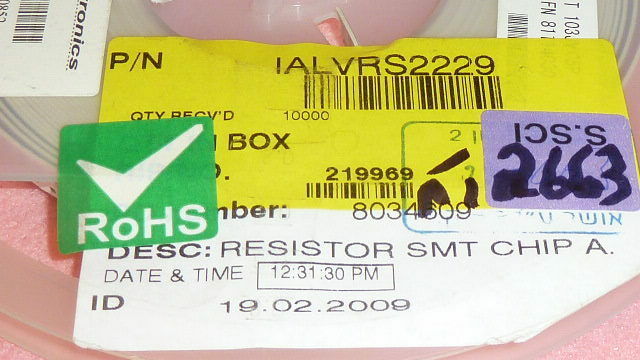 P/N IALVRS2229
QTY RECV'D 10000
BOX
219969
mber: 8034609
DESC: RESISTOR SMT CHIP A.
DATE & TIME 12:31:30 PM
ID 19.02.2009
RoHS
S.SCI
2663
ronics